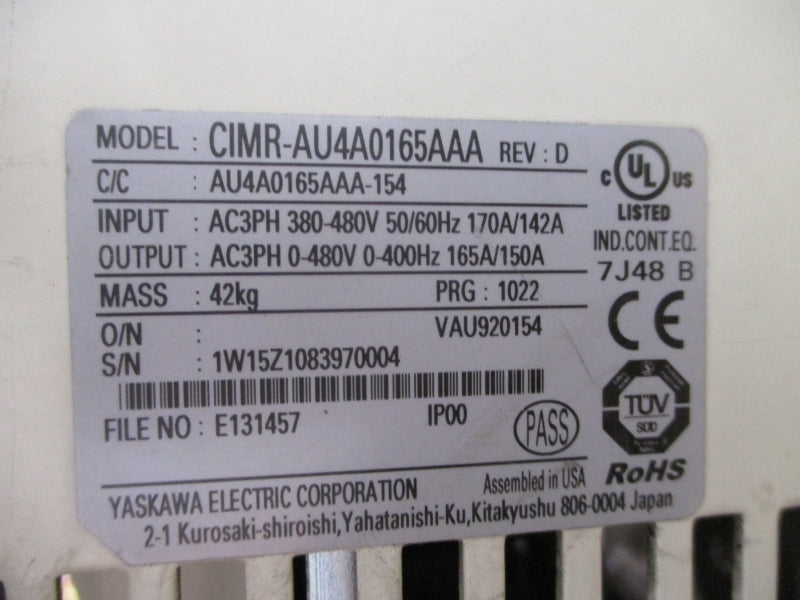 MODEL : CIMR-AU4A0165AAA REV : D
C/C : AU4A0165AAA-154
INPUT : AC3PH 380-480V 50/60Hz 170A/142A
OUTPUT : AC3PH 0-480V 0-400Hz 165A/150A
MASS : 42kg PRG : 1022
O/N : VAU920154
S/N : 1W15Z1083970004
FILE NO : E131457 IP00
PASS
C UL US
LISTED
IND.CONT.EQ.
7J48 B
CE
TÜV
SÜD
RoHS
YASKAWA ELECTRIC CORPORATION Assembled in USA
2-1 Kurosaki-shiroishi,Yahatanishi-Ku,Kitakyushu 806-0004 Japan